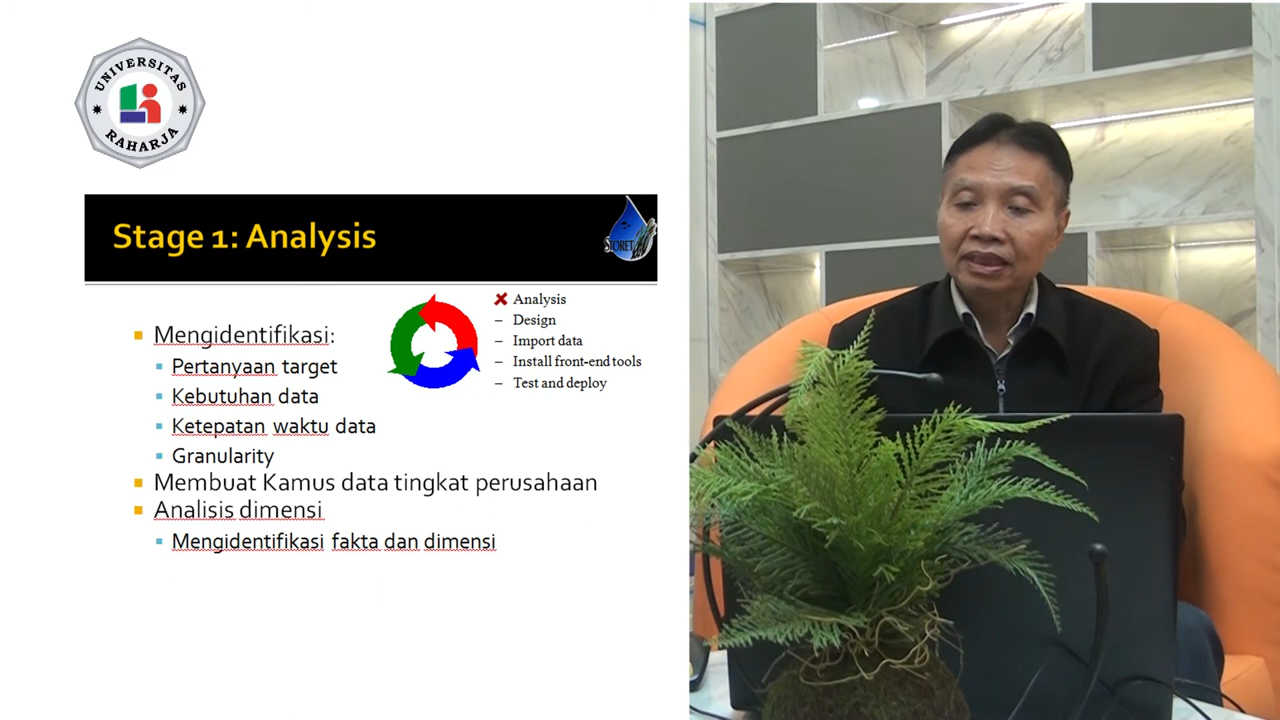 UNIVERSITAS
RAHARJA
Stage 1: Analysis
STORET
Analysis
– Design
– Import data
– Install front-end tools
– Test and deploy
Mengidentifikasi:
Pertanyaan target
Kebutuhan data
Ketepatan waktu data
Granularity
Membuat Kamus data tingkat perusahaan
Analisis dimensi
Mengidentifikasi fakta dan dimensi